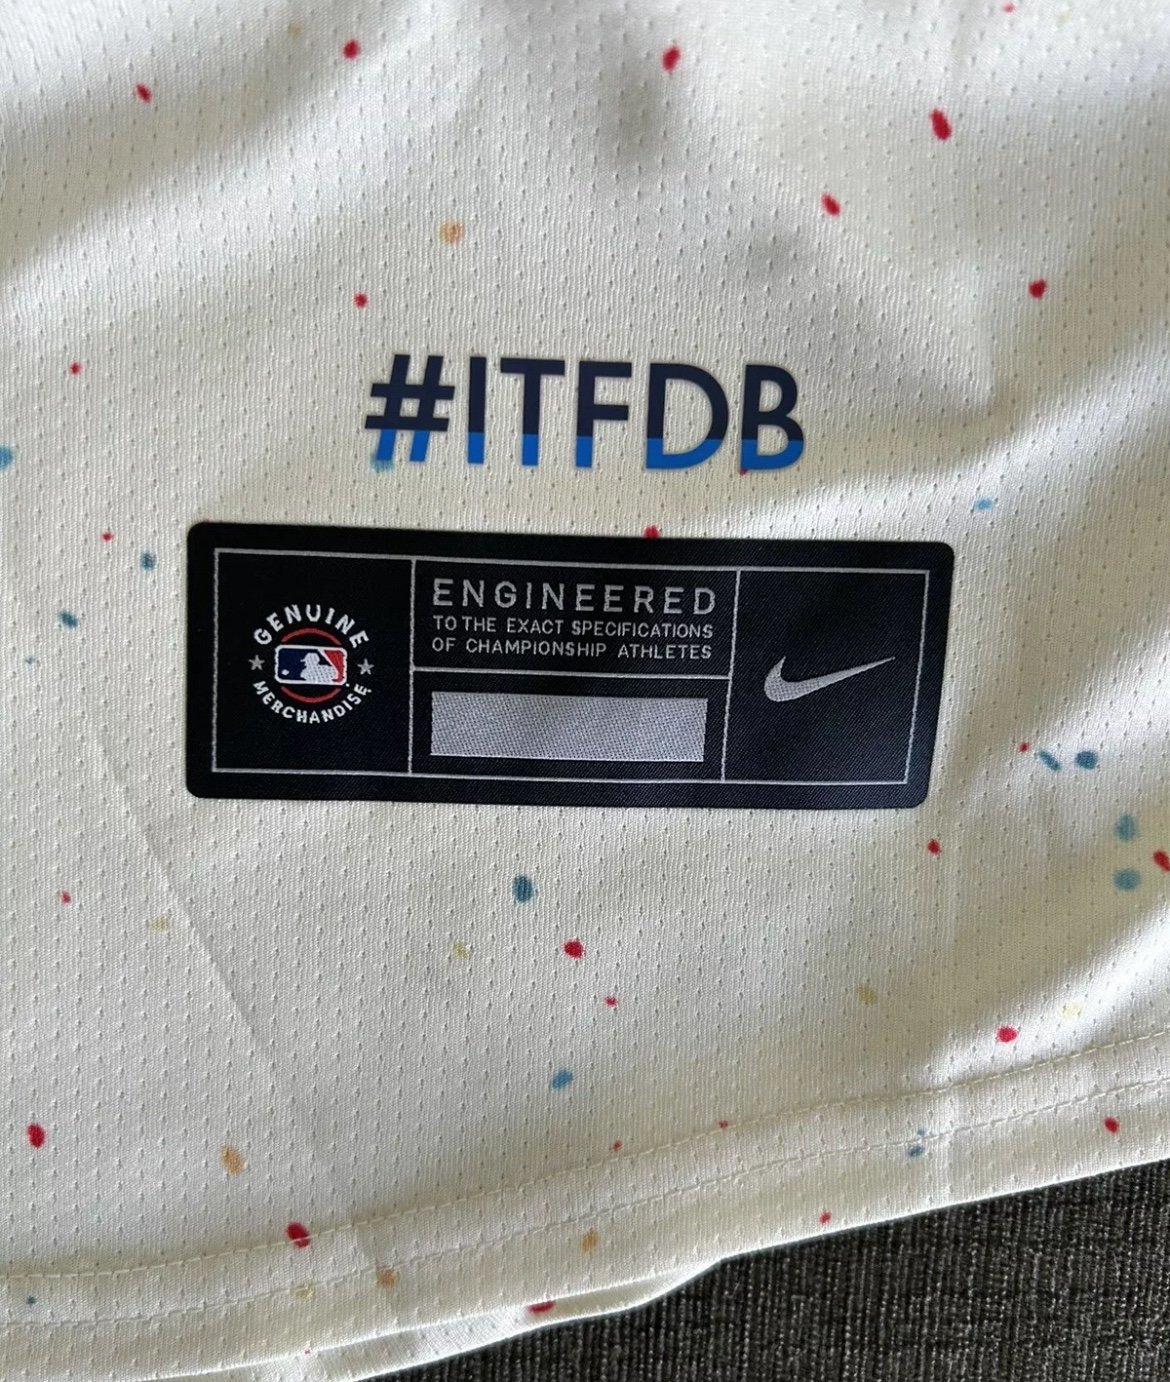 #ITFDB
GENUINE
MERCHANDISE
ENGINEERED
TO THE EXACT SPECIFICATIONS
OF CHAMPIONSHIP ATHLETES